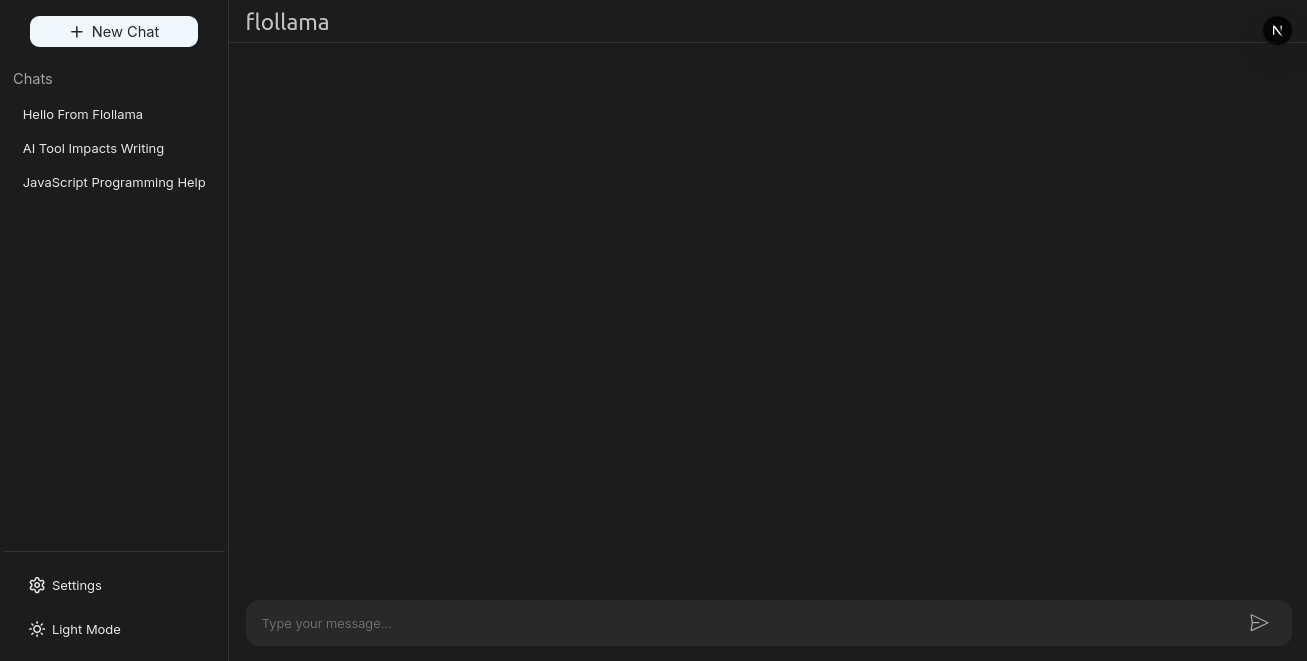 New Chat
flollama
N
Chats
Hello From Flollama
AI Tool Impacts Writing
JavaScript Programming Help
Settings
Light Mode
Type your message...